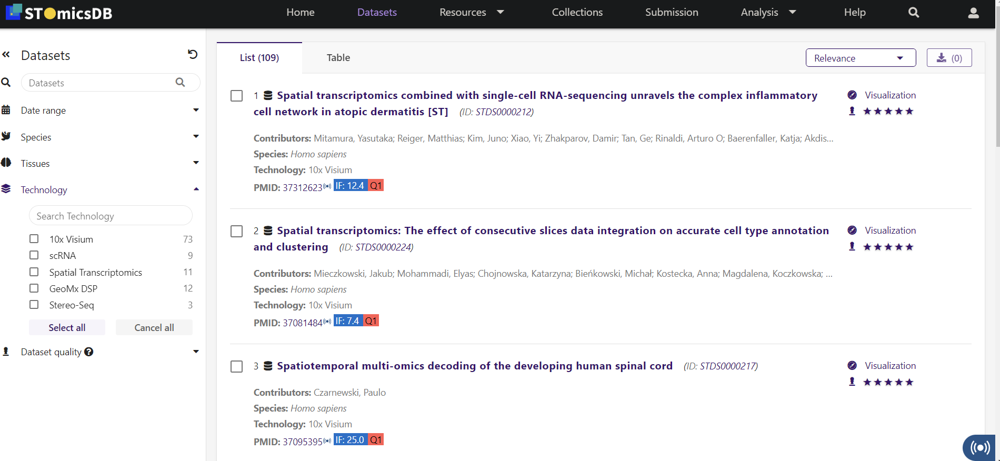 STomicsDB
Home Datasets Resources Collections Submission Analysis Help
Datasets
Datasets
Date range
Species
Tissues
Technology
Search Technology
10x Visium 73
scRNA 9
Spatial Transcriptomics 11
GeoMx DSP 12
Stereo-Seq 3
Select all Cancel all
Dataset quality ?
List (109) Table Relevance (0)
1 Spatial transcriptomics combined with single-cell RNA-sequencing unravels the complex inflammatory
cell network in atopic dermatitis [ST] (ID: STDS0000212)
Visualization
Contributors: Mitamura, Yasutaka; Reiger, Matthias; Kim, Juno; Xiao, Yi; Zhakparov, Damir; Tan, Ge; Rinaldi, Arturo O; Baerenfaller, Katja; Akdis...
Species: Homo sapiens
Technology: 10x Visium
PMID: 37312623 IF: 12.4 Q1
2 Spatial transcriptomics: The effect of consecutive slices data integration on accurate cell type annotation
and clustering (ID: STDS0000224)
Visualization
Contributors: Mieczkowski, Jakub; Mohammadi, Elyas; Chojnowska, Katarzyna; Bieńkowski, Michał; Kostecka, Anna; Magdalena, Koczkowska; ...
Species: Homo sapiens
Technology: 10x Visium
PMID: 37081484 IF: 7.4 Q1
3 Spatiotemporal multi-omics decoding of the developing human spinal cord (ID: STDS0000217)
Visualization
Contributors: Czarnewski, Paulo
Species: Homo sapiens
Technology: 10x Visium
PMID: 37095395 IF: 25.0 Q1